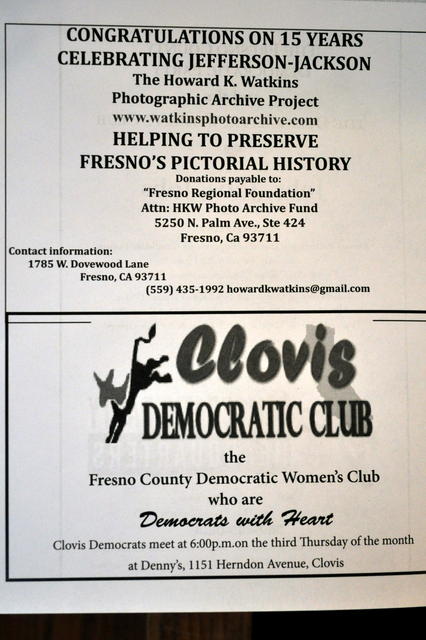 CONGRATULATIONS ON 15 YEARS
CELEBRATING JEFFERSON-JACKSON
The Howard K. Watkins
Photographic Archive Project
www.watkinsphotoarchive.com
HELPING TO PRESERVE
FRESNO'S PICTORIAL HISTORY
Donations payable to:
"Fresno Regional Foundation"
Attn: HKW Photo Archive Fund
5250 N. Palm Ave., Ste 424
Fresno, Ca 93711
Contact information:
1785 W. Dovewood Lane
Fresno, CA 93711
(559) 435-1992 howardkwatkins@gmail.com
Clovis
DEMOCRATIC CLUB
the
Fresno County Democratic Women's Club
who are
Democrats with Heart
Clovis Democrats meet at 6:00p.m.on the third Thursday of the month
at Denny's, 1151 Herndon Avenue, Clovis